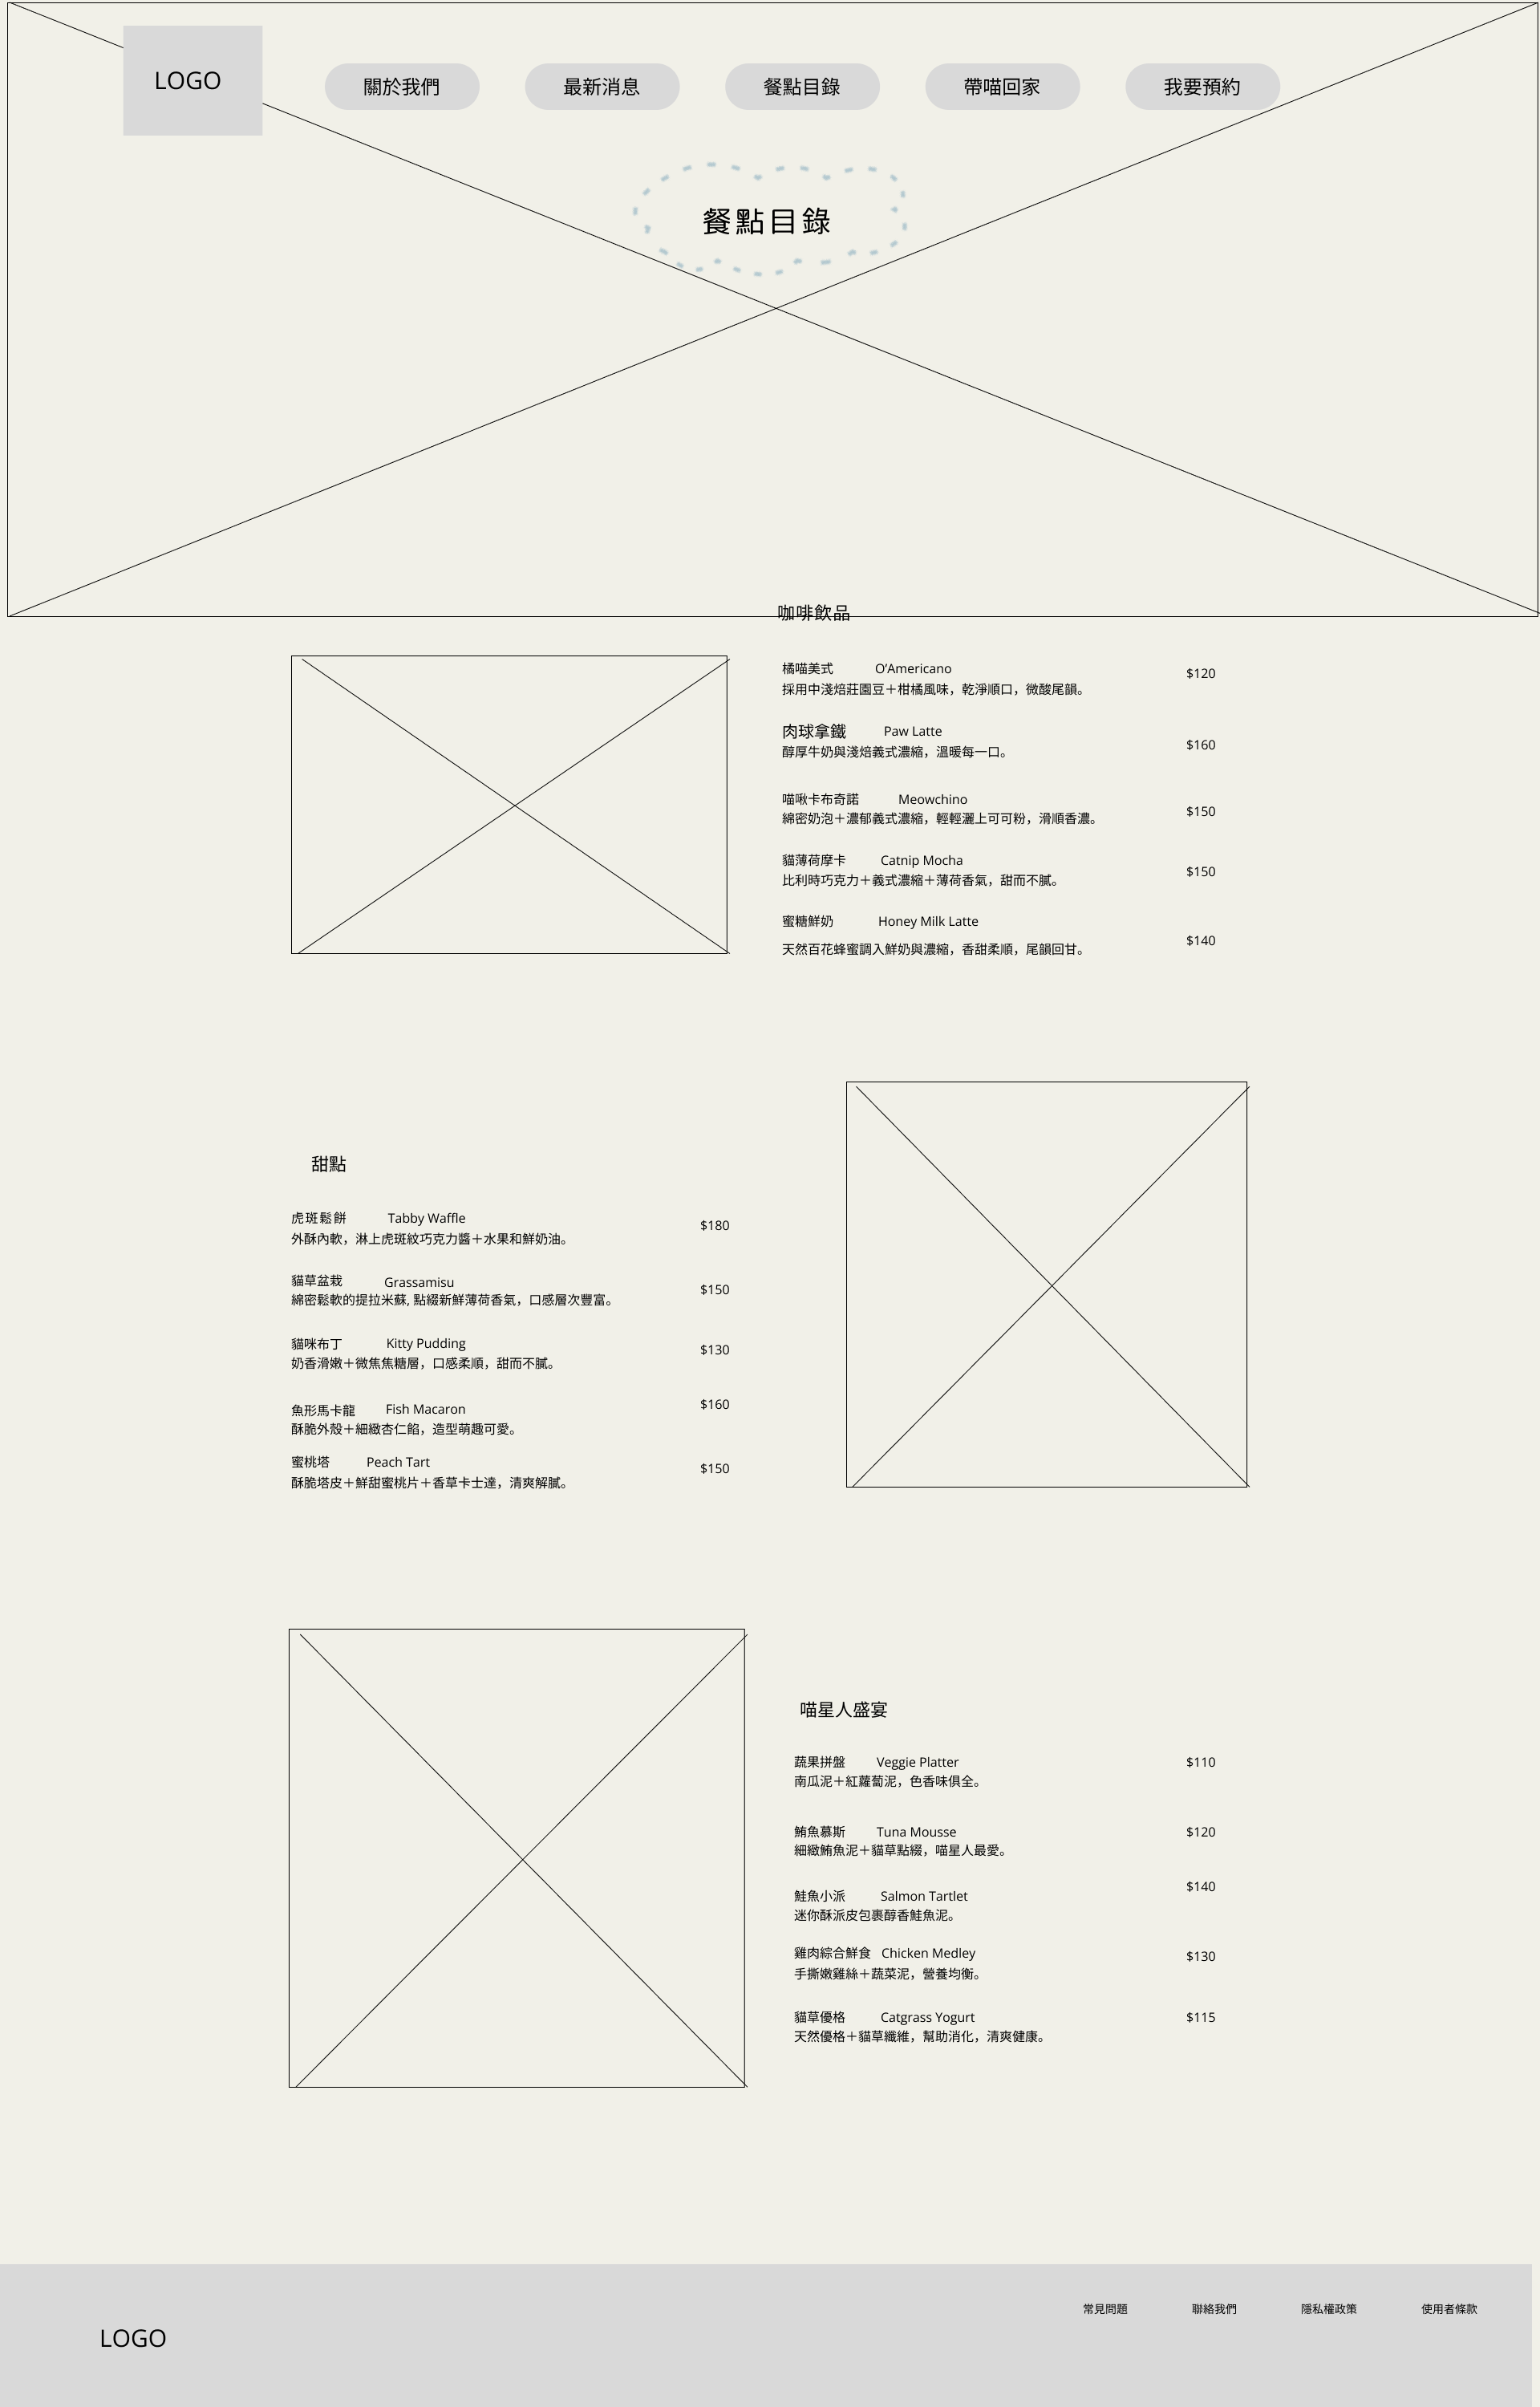 LOGO
關於我們 最新消息 餐點目錄 帶喵回家 我要預約
餐點目錄
咖啡飲品
橘喵美式 O’Americano $120
採用中淺焙莊園豆＋柑橘風味，乾淨順口，微酸尾韻。
肉球拿鐵 Paw Latte $160
醇厚牛奶與淺焙義式濃縮，溫暖每一口。
喵啾卡布奇諾 Meowchino $150
綿密奶泡＋濃郁義式濃縮，輕輕灑上可可粉，滑順香濃。
貓薄荷摩卡 Catnip Mocha $150
比利時巧克力＋義式濃縮＋薄荷香氣，甜而不膩。
蜜糖鮮奶 Honey Milk Latte $140
天然百花蜂蜜調入鮮奶與濃縮，香甜柔順，尾韻回甘。
甜點
虎斑鬆餅 Tabby Waffle $180
外酥內軟，淋上虎斑紋巧克力醬＋水果和鮮奶油。
貓草盆栽 Grassamisu $150
綿密鬆軟的提拉米蘇, 點綴新鮮薄荷香氣，口感層次豐富。
貓咪布丁 Kitty Pudding $130
奶香滑嫩＋微焦焦糖層，口感柔順，甜而不膩。
魚形馬卡龍 Fish Macaron $160
酥脆外殼＋細緻杏仁餡，造型萌趣可愛。
蜜桃塔 Peach Tart $150
酥脆塔皮＋鮮甜蜜桃片＋香草卡士達，清爽解膩。
喵星人盛宴
蔬果拼盤 Veggie Platter $110
南瓜泥＋紅蘿蔔泥，色香味俱全。
鮪魚慕斯 Tuna Mousse $120
細緻鮪魚泥＋貓草點綴，喵星人最愛。
鮭魚小派 Salmon Tartlet $140
迷你酥派皮包裹醇香鮭魚泥。
雞肉綜合鮮食 Chicken Medley $130
手撕嫩雞絲＋蔬菜泥，營養均衡。
貓草優格 Catgrass Yogurt $115
天然優格＋貓草纖維，幫助消化，清爽健康。
常見問題 聯絡我們 隱私權政策 使用者條款
LOGO